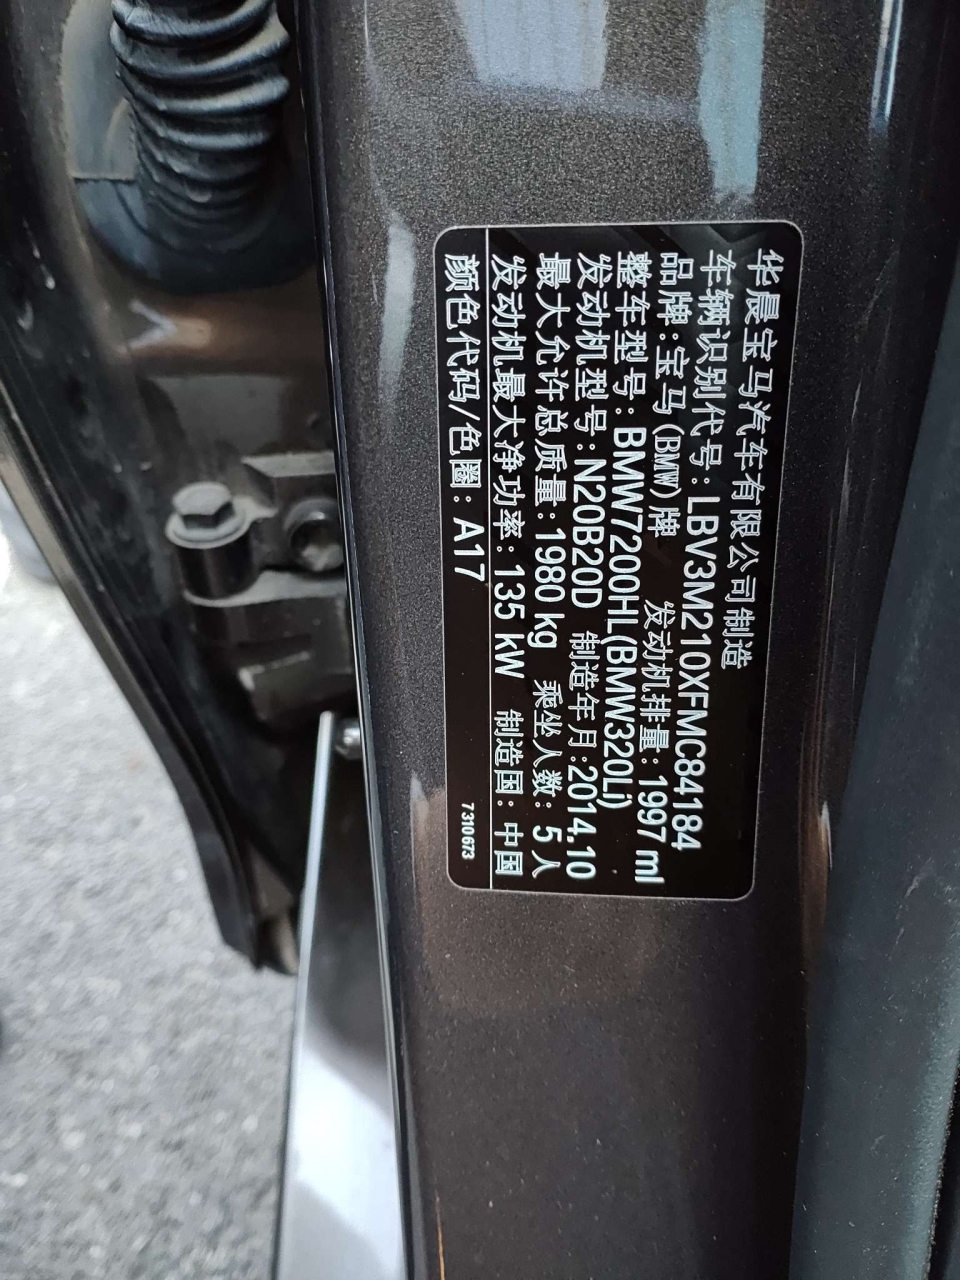 华晨宝马汽车有限公司制造
车辆识别代号：LBV3M210XFMC84184
品牌：宝马(BMW)牌 发动机排量：1997 ml
整车型号：BMW7200HL(BMW320Li)
发动机型号：N20B20D 制造年月：2014.10
最大允许总质量：1980 kg 乘坐人数：5 人
发动机最大净功率：135 kW 制造国：中国
颜色代码/色圈：A17 7310673